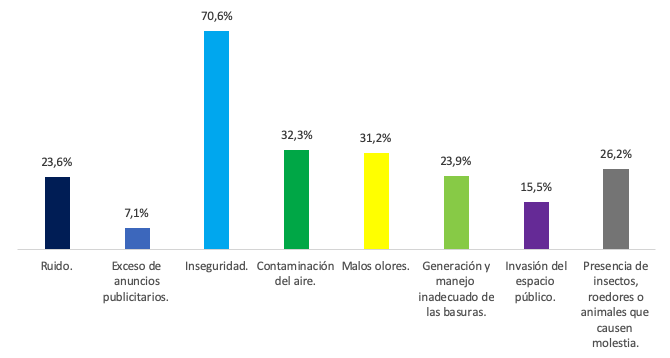 70,6%
32,3%
31,2%
26,2%
23,6%
23,9%
15,5%
7,1%
Ruido.
Exceso de
anuncios
publicitarios.
Inseguridad.
Contaminación
del aire.
Malos olores.
Generación y
manejo
inadecuado de
las basuras.
Invasión del
espacio
público.
Presencia de
insectos,
roedores o
animales que
causen
molestia.